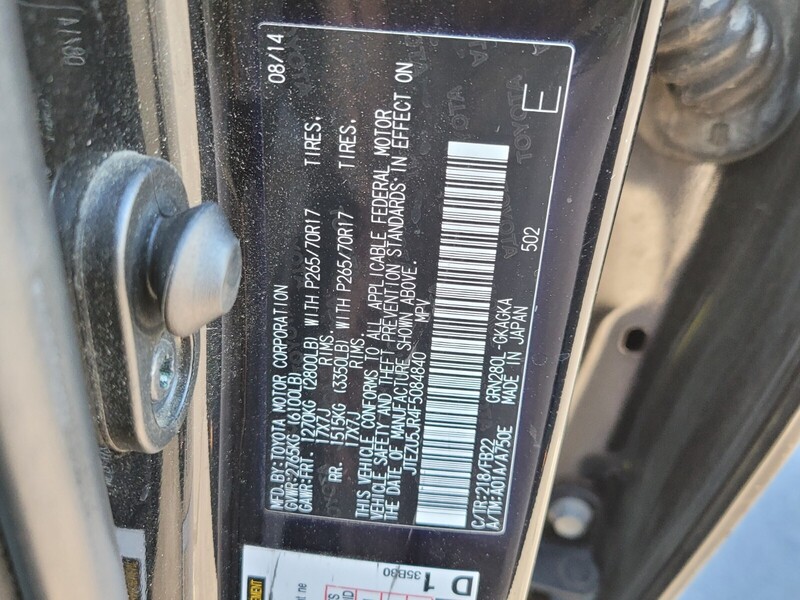 MFD. BY: TOYOTA MOTOR CORPORATION 08/14
GVWR: 2765KG (6100LB)
GAWR: FRT. 1270KG (2800LB) WITH P265/70R17 TIRES,
17X7J RIMS.
RR. 1515KG (3350LB) WITH P265/70R17 TIRES,
17X7J RIMS.
THIS VEHICLE CONFORMS TO ALL APPLICABLE FEDERAL MOTOR
VEHICLE SAFETY AND THEFT PREVENTION STANDARDS IN EFFECT ON
THE DATE OF MANUFACTURE SHOWN ABOVE.
JTEZU5JR4F5084840 MPV
C/TR: 218/FB22 GRN280L-GKAGKA 502
A/TM: A01A/A750E MADE IN JAPAN
E
D 1
35B80